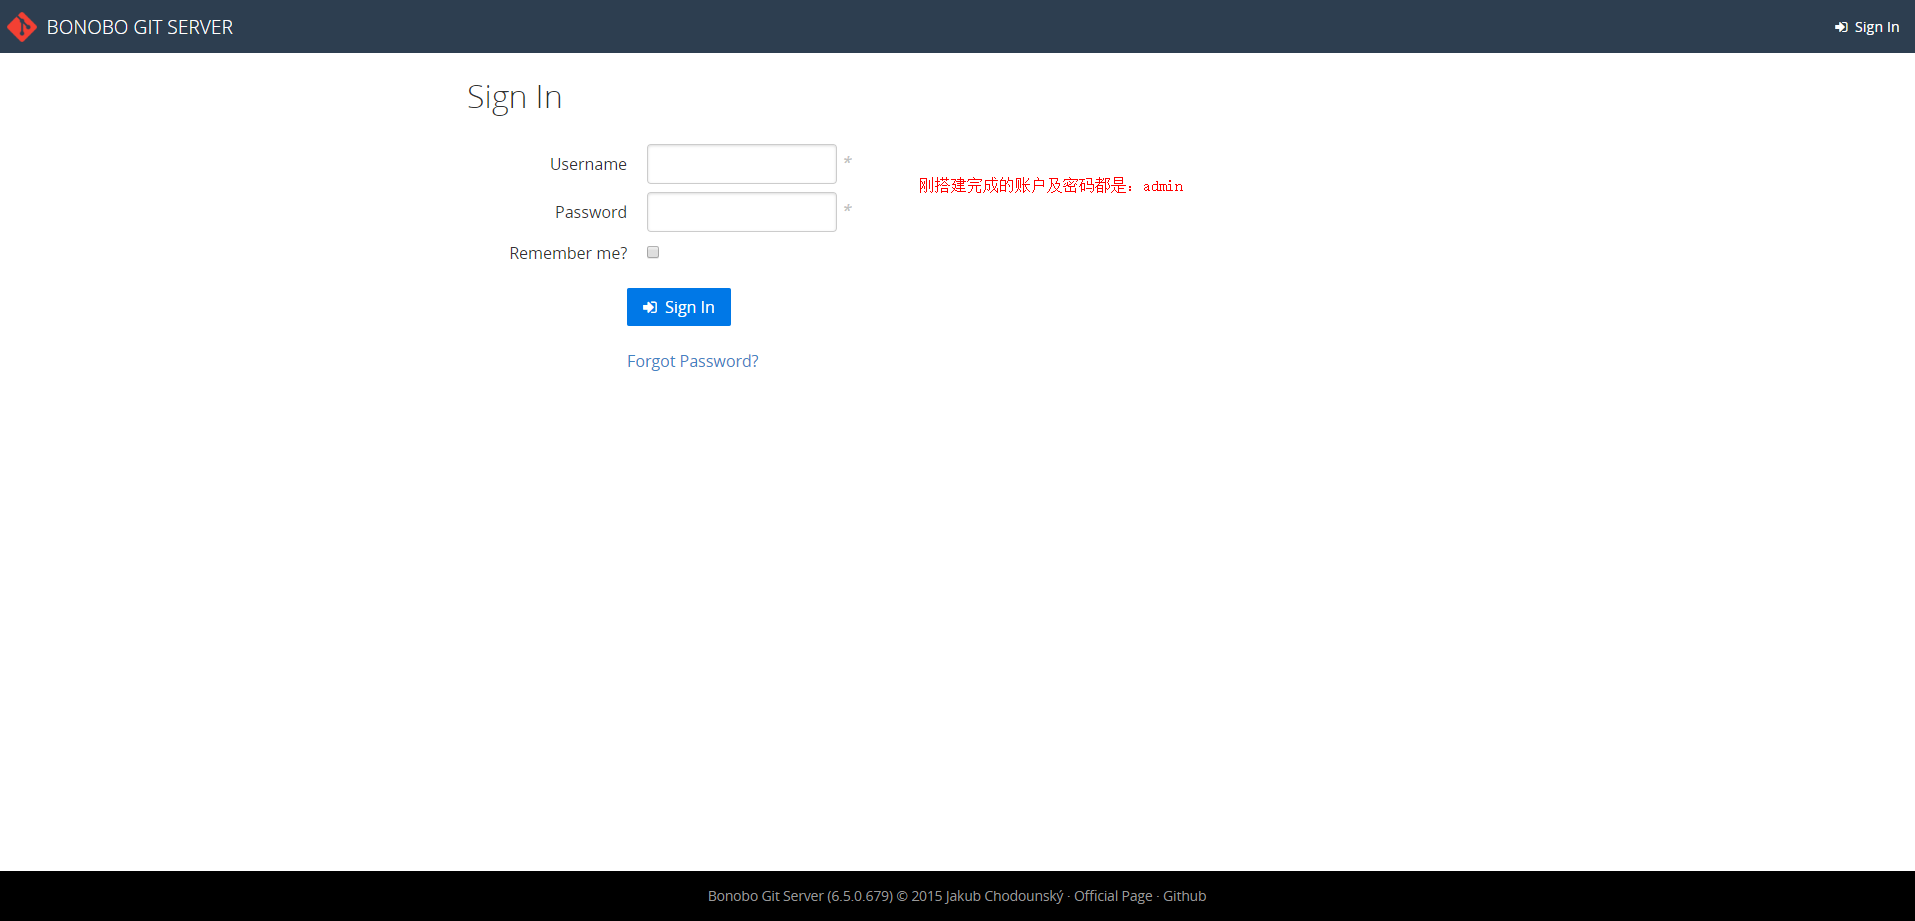 BONOBO GIT SERVER
Sign In
Sign In
Username *
刚搭建完成的账户及密码都是：admin
Password *
Remember me?
Sign In
Forgot Password?
Bonobo Git Server (6.5.0.679) © 2015 Jakub Chodounský · Official Page · Github